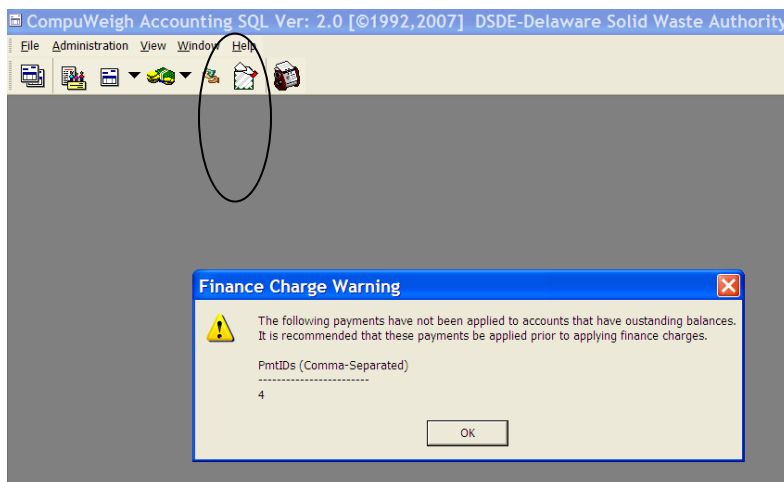 CompuWeigh Accounting SQL Ver: 2.0 [©1992,2007] DSDE-Delaware Solid Waste Authority
File Administration View Window Help
Finance Charge Warning
The following payments have not been applied to accounts that have oustanding balances.
It is recommended that these payments be applied prior to applying finance charges.
PmtIDs (Comma-Separated)
------------------------
4
OK